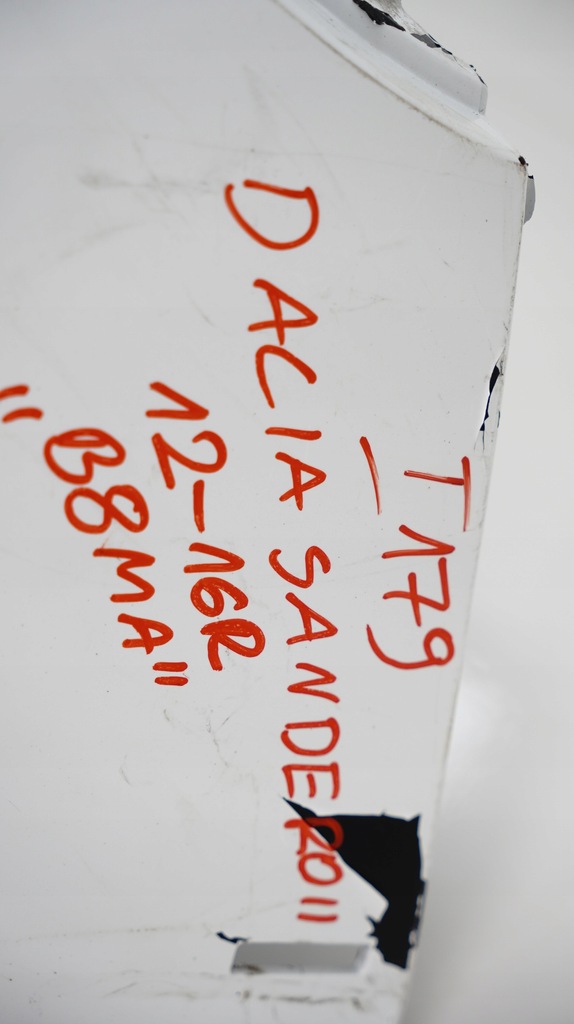 T179
DACIA SANDERO II
12-16R
"B8MA"